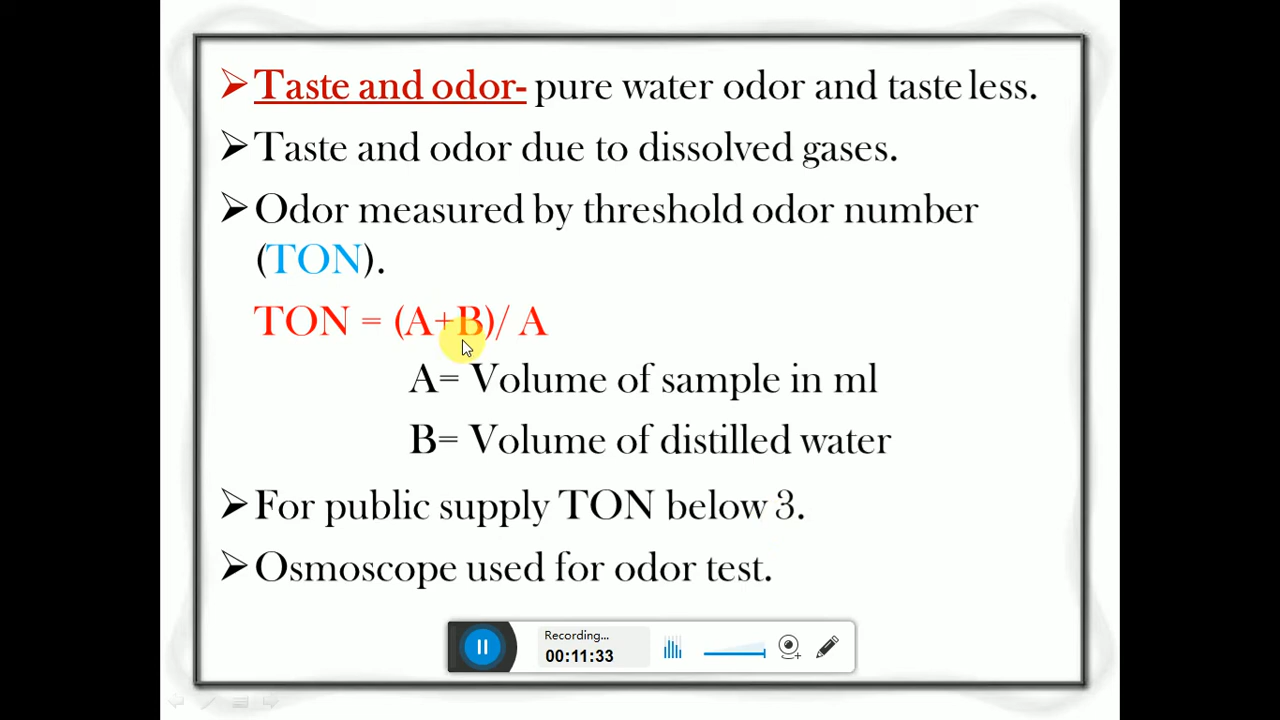 ➢Taste and odor- pure water odor and taste less.
➢Taste and odor due to dissolved gases.
➢Odor measured by threshold odor number
(TON).
TON = (A+B)/ A
A= Volume of sample in ml
B= Volume of distilled water
➢For public supply TON below 3.
➢Osmoscope used for odor test.
Recording...
00:11:33